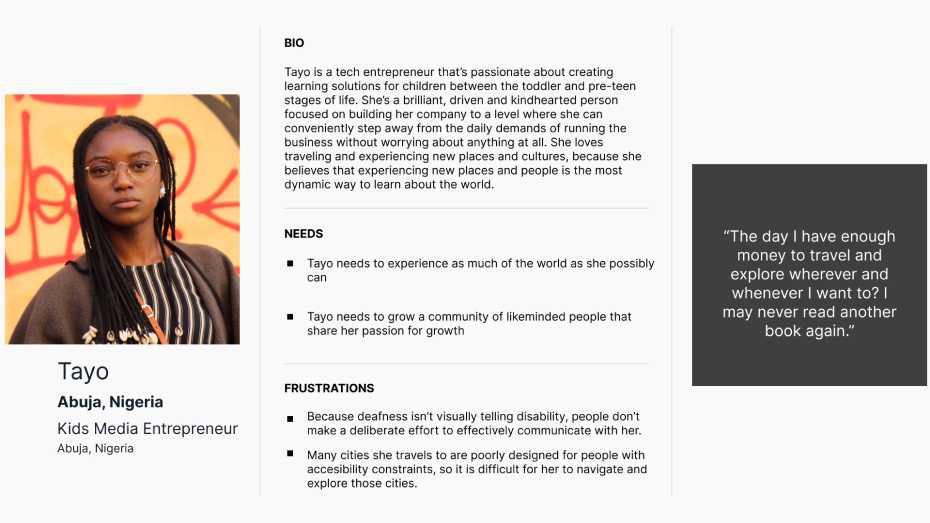 Tayo
Abuja, Nigeria
Kids Media Entrepreneur
Abuja, Nigeria
BIO
Tayo is a tech entrepreneur that’s passionate about creating
learning solutions for children between the toddler and pre-teen
stages of life. She’s a brilliant, driven and kindhearted person
focused on building her company to a level where she can
conveniently step away from the daily demands of running the
business without worrying about anything at all. She loves
traveling and experiencing new places and cultures, because she
believes that experiencing new places and people is the most
dynamic way to learn about the world.
NEEDS
▪ Tayo needs to experience as much of the world as she possibly
can
▪ Tayo needs to grow a community of likeminded people that
share her passion for growth
FRUSTRATIONS
▪ Because deafness isn’t visually telling disability, people don’t
make a deliberate effort to effectively communicate with her.
▪ Many cities she travels to are poorly designed for people with
accesibility constraints, so it is difficult for her to navigate and
explore those cities.
“The day I have enough
money to travel and
explore wherever and
whenever I want to? I
may never read another
book again.”